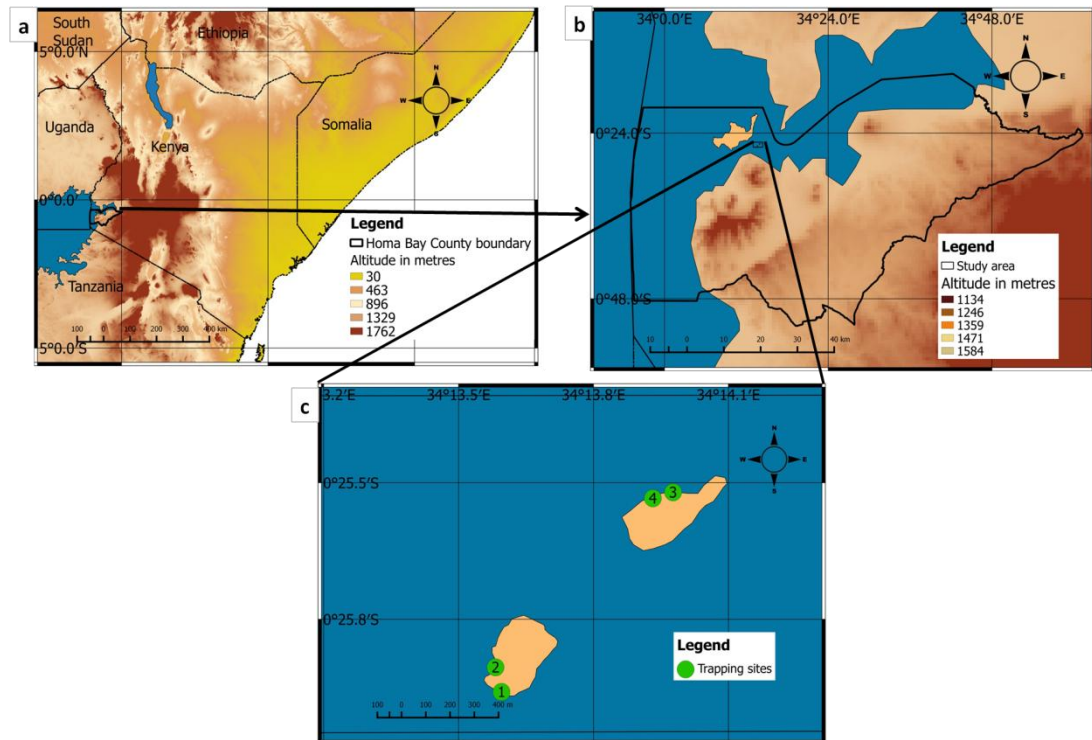 a
South
Sudan
Ethiopia
5°0.0′N
N
W E
S
Uganda
Kenya
Somalia
0°0.0′
Legend
Homa Bay County boundary
Altitude in metres
30
463
896
1329
1762
Tanzania
100 0 100 200 300 400 km
5°0.0′S
b
34°0.0′E 34°24.0′E 34°48.0′E
N
W E
S
0°24.0′S
Legend
Study area
Altitude in metres
1134
1246
1359
1471
1584
0°48.0′S
10 0 10 20 30 40 km
c
3.2′E 34°13.5′E 34°13.8′E 34°14.1′E
N
W E
S
0°25.5′S
4 3
0°25.8′S
Legend
Trapping sites
2
1
100 0 100 200 300 400 m